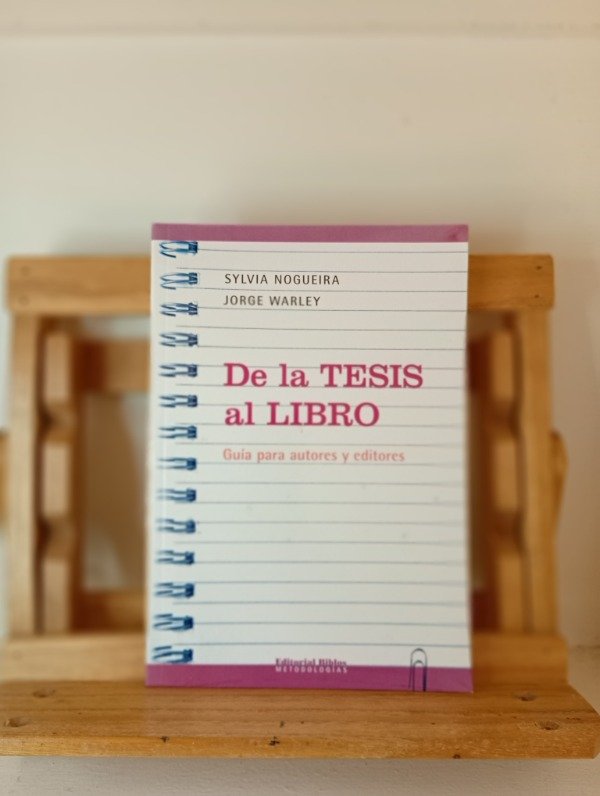 SYLVIA NOGUEIRA
JORGE WARLEY
De la TESIS
al LIBRO
Guía para autores y editores
Editorial Biblos
METODOLOGÍAS